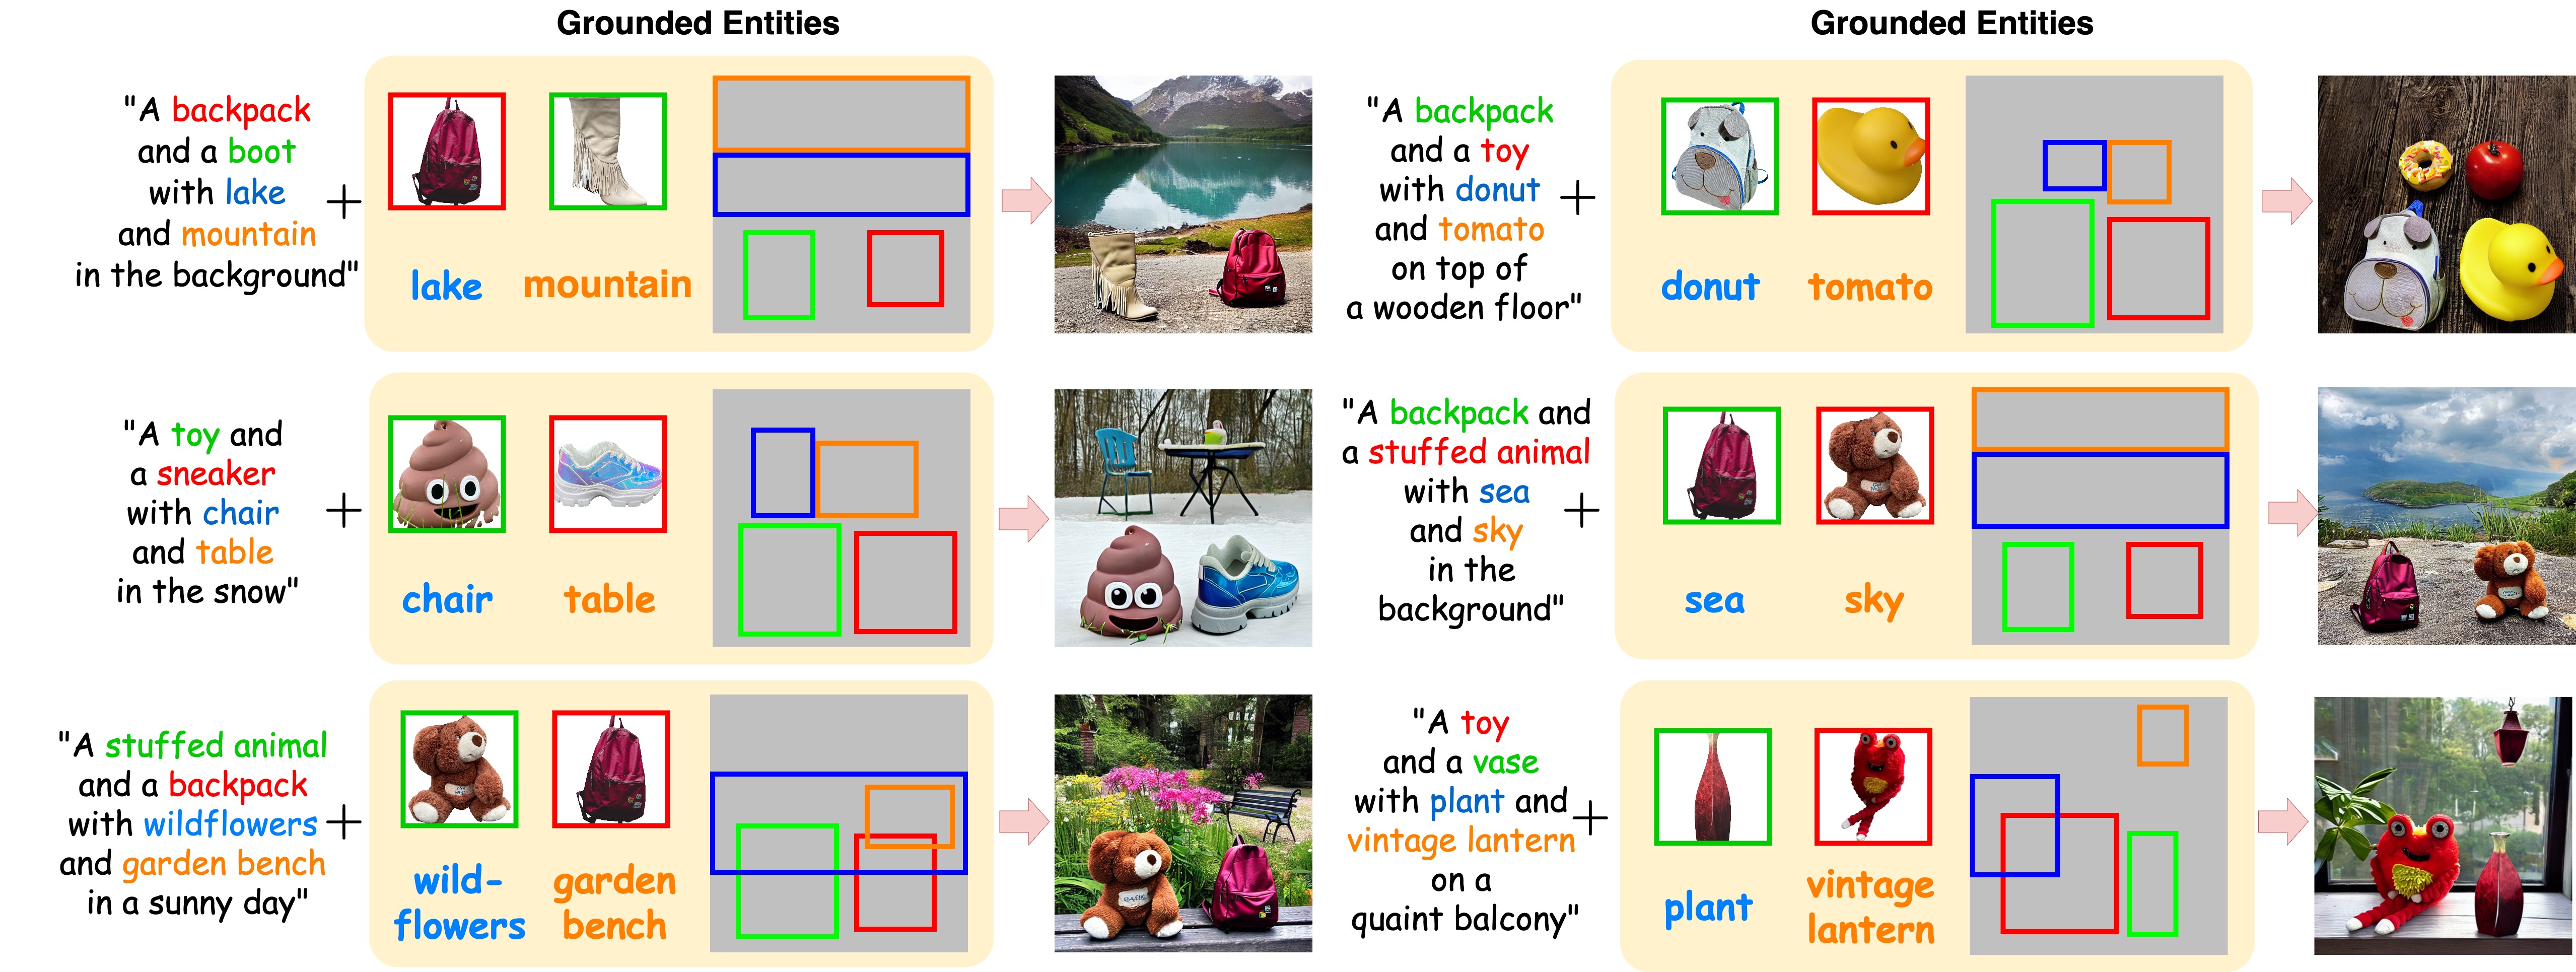 Grounded Entities
"A backpack
and a boot
with lake
and mountain
in the background"
+
lake
mountain
"A toy and
a sneaker
with chair
and table
in the snow"
+
chair
table
"A stuffed animal
and a backpack
with wildflowers
and garden bench
in a sunny day"
+
wild-
flowers
garden
bench
Grounded Entities
"A backpack
and a toy
with donut
and tomato
on top of
a wooden floor"
+
donut
tomato
"A backpack and
a stuffed animal
with sea
and sky
in the
background"
+
sea
sky
"A toy
and a vase
with plant and
vintage lantern
on a
quaint balcony"
+
plant
vintage
lantern